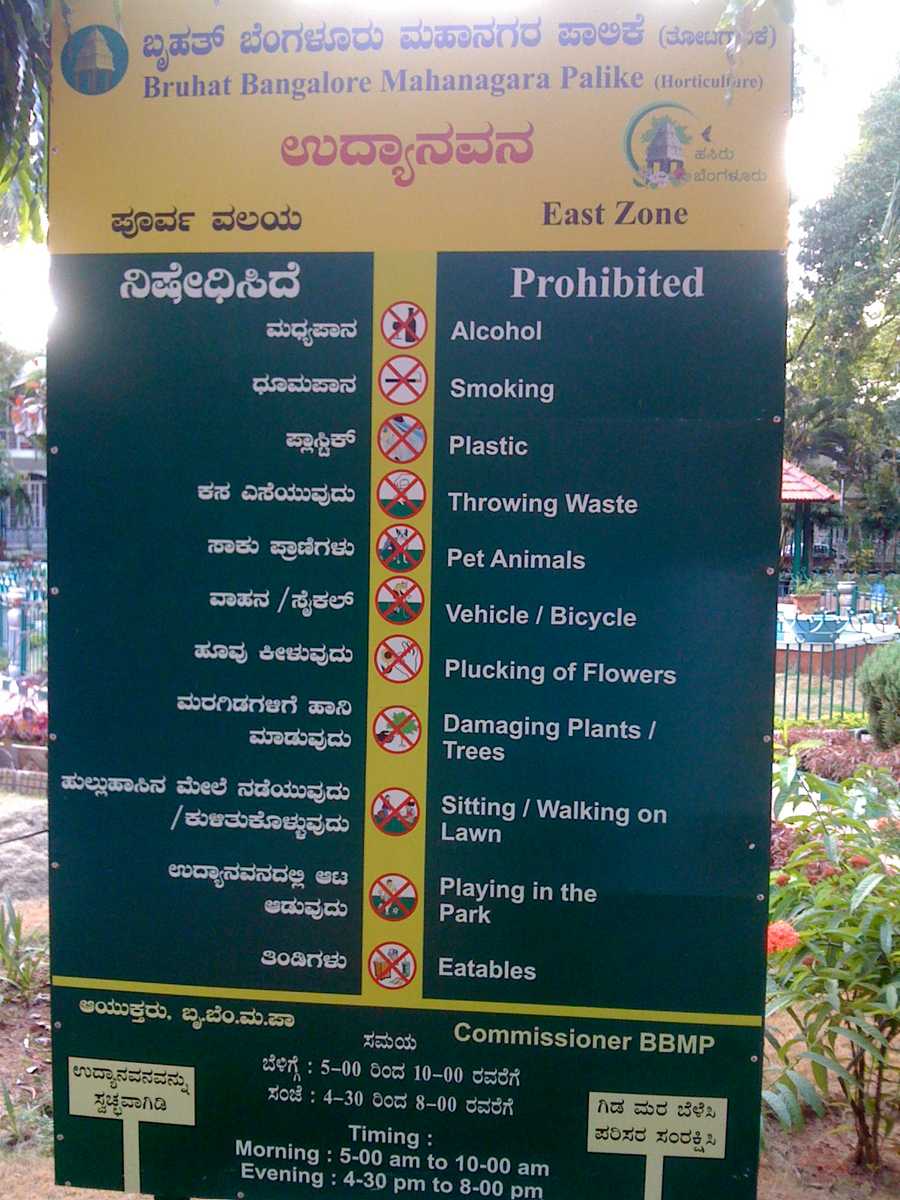 ಬೃಹತ್ ಬೆಂಗಳೂರು ಮಹಾನಗರ ಪಾಲಿಕೆ
Bruhat Bangalore Mahanagara Palike (Horticulture)
ಉದ್ಯಾನವನ
ಹಸಿರು
ಬೆಂಗಳೂರು
ಪೂರ್ವ ವಲಯ East Zone
ನಿಷೇಧಿಸಿದೆ Prohibited
ಮಧ್ಯಪಾನ Alcohol
ಧೂಮಪಾನ Smoking
ಪ್ಲಾಸ್ಟಿಕ್ Plastic
ಕಸ ಎಸೆಯುವುದು Throwing Waste
ಸಾಕು ಪ್ರಾಣಿಗಳು Pet Animals
ವಾಹನ / ಸೈಕಲ್ Vehicle / Bicycle
ಹೂವು ಕೀಳುವುದು Plucking of Flowers
ಮರಗಿಡಗಳಿಗೆ ಹಾನಿ Damaging Plants /
ಮಾಡುವುದು Trees
ಹುಲ್ಲುಹಾಸಿನ ಮೇಲೆ ನಡೆಯುವುದು Sitting / Walking on
/ಕುಳಿತುಕೊಳ್ಳುವುದು Lawn
ಉದ್ಯಾನವನದಲ್ಲಿ ಆಟ Playing in the
ಆಡುವುದು Park
ತಿಂಡಿಗಳು Eatables
ಆಯುಕ್ತರು, ಬೃ.ಬೆಂ.ಮ.ಪಾ Commissioner BBMP
ಸಮಯ
ಬೆಳಿಗ್ಗೆ : 5-00 ರಿಂದ 10-00 ರವರೆಗೆ
ಸಂಜೆ : 4-30 ರಿಂದ 8-00 ರವರೆಗೆ
ಉದ್ಯಾನವನವನ್ನು
ಸ್ವಚ್ಛವಾಗಿಡಿ
ಗಿಡ ಮರ ಬೆಳೆಸಿ
ಪರಿಸರ ಸಂರಕ್ಷಿಸಿ
Timing :
Morning : 5-00 am to 10-00 am
Evening : 4-30 pm to 8-00 pm